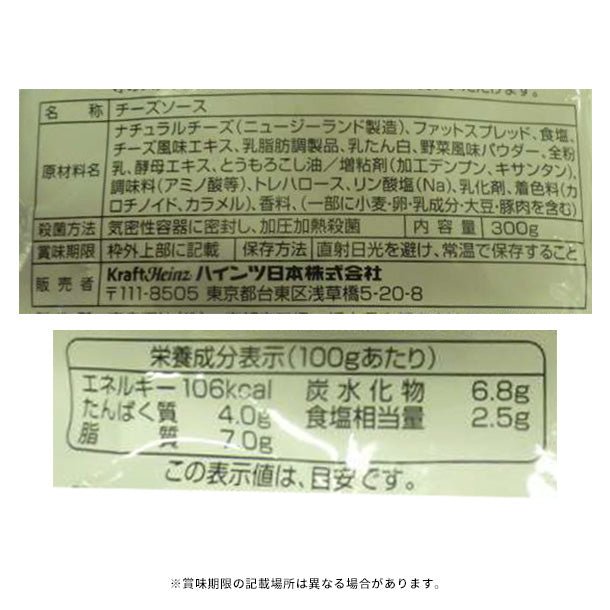 名 称 チーズソース
原材料名
ナチュラルチーズ(ニュージーランド製造)、ファットスプレッド、食塩、
チーズ風味エキス、乳脂肪調製品、乳たん白、野菜風味パウダー、全粉
乳、酵母エキス、とうもろこし油/増粘剤(加工デンプン、キサンタン)、
調味料(アミノ酸等)、トレハロース、リン酸塩(Na)、乳化剤、着色料(カ
ロチノイド、カラメル)、香料、(一部に小麦・卵・乳成分・大豆・豚肉を含む)
殺菌方法 気密性容器に密封し、加圧加熱殺菌 内容量 300g
賞味期限 枠外上部に記載 保存方法 直射日光を避け、常温で保存すること
販売者 KraftHeinz ハインツ日本株式会社
〒111-8505 東京都台東区浅草橋5-20-8
栄養成分表示(100gあたり)
エネルギー 106kcal 炭水化物 6.8g
たんぱく質 4.0g 食塩相当量 2.5g
脂質 7.0g
この表示値は、目安です。
※賞味期限の記載場所は異なる場合があります。